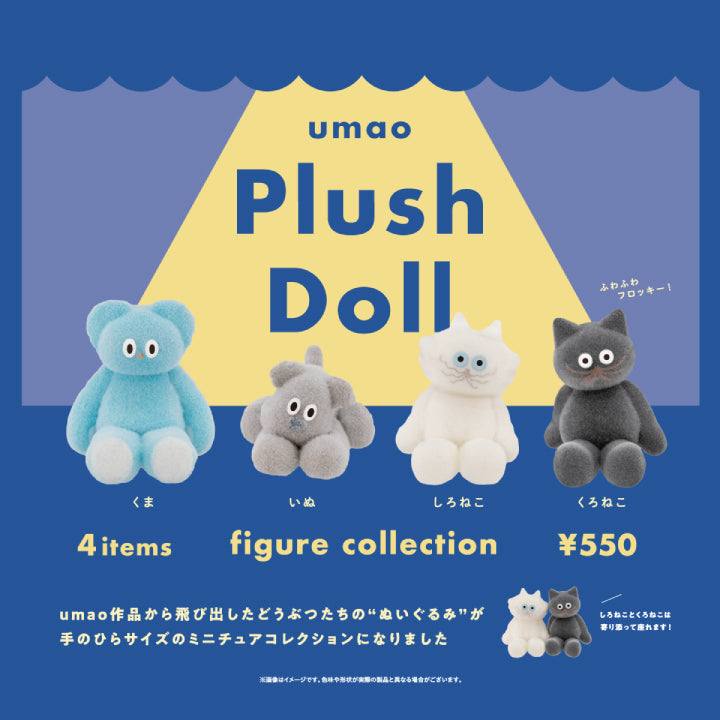 umao
Plush
Doll
ふわふわ
フロッキー!
くま
いぬ
しろねこ
くろねこ
4items
figure collection
¥550
umao作品から飛び出したどうぶつたちの“ぬいぐるみ”が
手のひらサイズのミニチュアコレクションになりました
しろねことくろねこは
寄り添って座れます!
※画像はイメージです。色味や形状が実際の製品と異なる場合がございます。